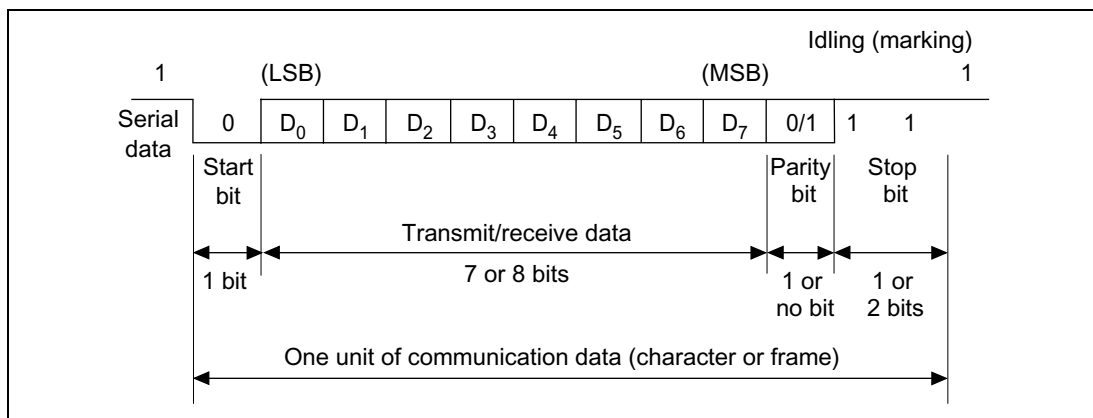 Idling (marking)
1 (LSB) (MSB) 1
Serial
data
0 D₀ D₁ D₂ D₃ D₄ D₅ D₆ D₇ 0/1 1 1
Start
bit
Parity
bit
Stop
bit
Transmit/receive data
1 bit
7 or 8 bits
1 or
no bit
1 or
2 bits
One unit of communication data (character or frame)